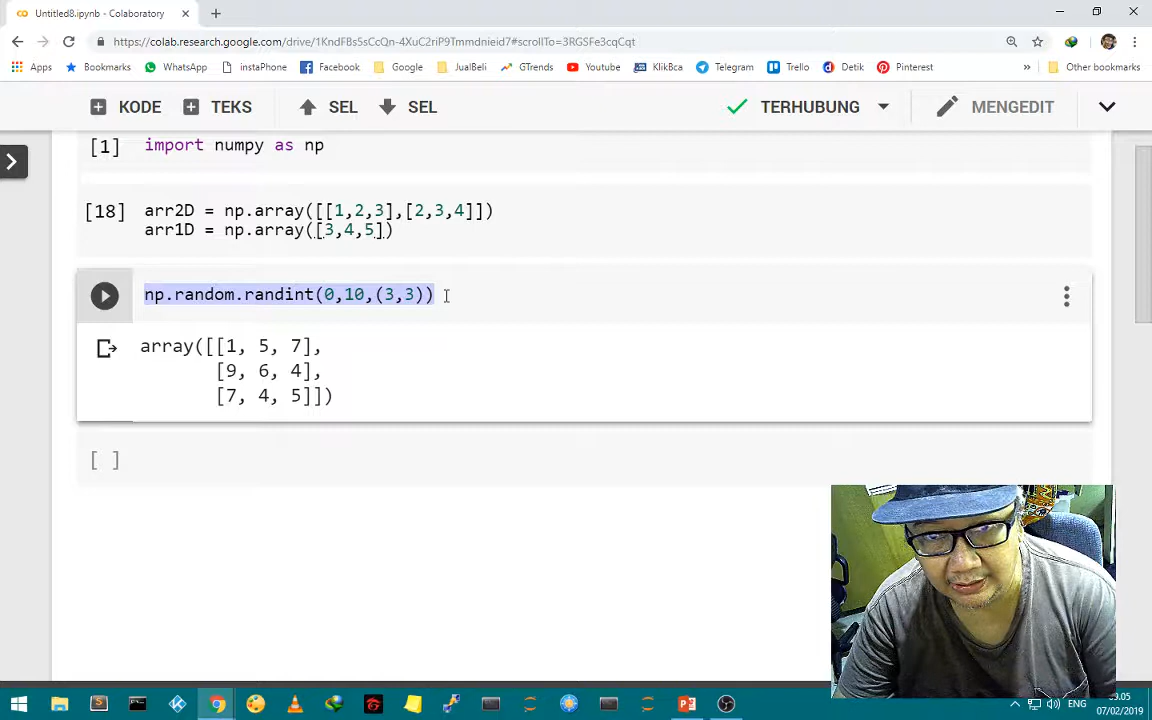 Untitled8.ipynb - Colaboratory
https://colab.research.google.com/drive/1KndFBs5sCcQn-4XuC2riP9Tmmdnieid7#scrollTo=3RGSFe3cqCqt
Apps Bookmarks WhatsApp instaPhone Facebook Google JualBeli GTrends Youtube KlikBca Telegram Trello Detik Pinterest » Other bookmarks
KODE TEKS SEL SEL TERHUBUNG MENGEDIT
[1] import numpy as np
[18] arr2D = np.array([[1,2,3],[2,3,4]])
arr1D = np.array([3,4,5])
np.random.randint(0,10,(3,3))
array([[1, 5, 7],
[9, 6, 4],
[7, 4, 5]])
[ ]
ENG
09.05
07/02/2019